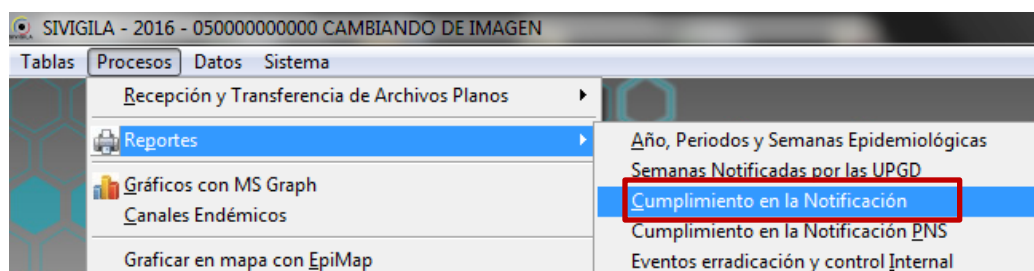 SIVIGILA - 2016 - 050000000000 CAMBIANDO DE IMAGEN
Tablas Procesos Datos Sistema
Recepción y Transferencia de Archivos Planos
Reportes
Gráficos con MS Graph
Canales Endémicos
Graficar en mapa con EpiMap
Año, Periodos y Semanas Epidemiológicas
Semanas Notificadas por las UPGD
Cumplimiento en la Notificación
Cumplimiento en la Notificación PNS
Eventos erradicación y control Internal